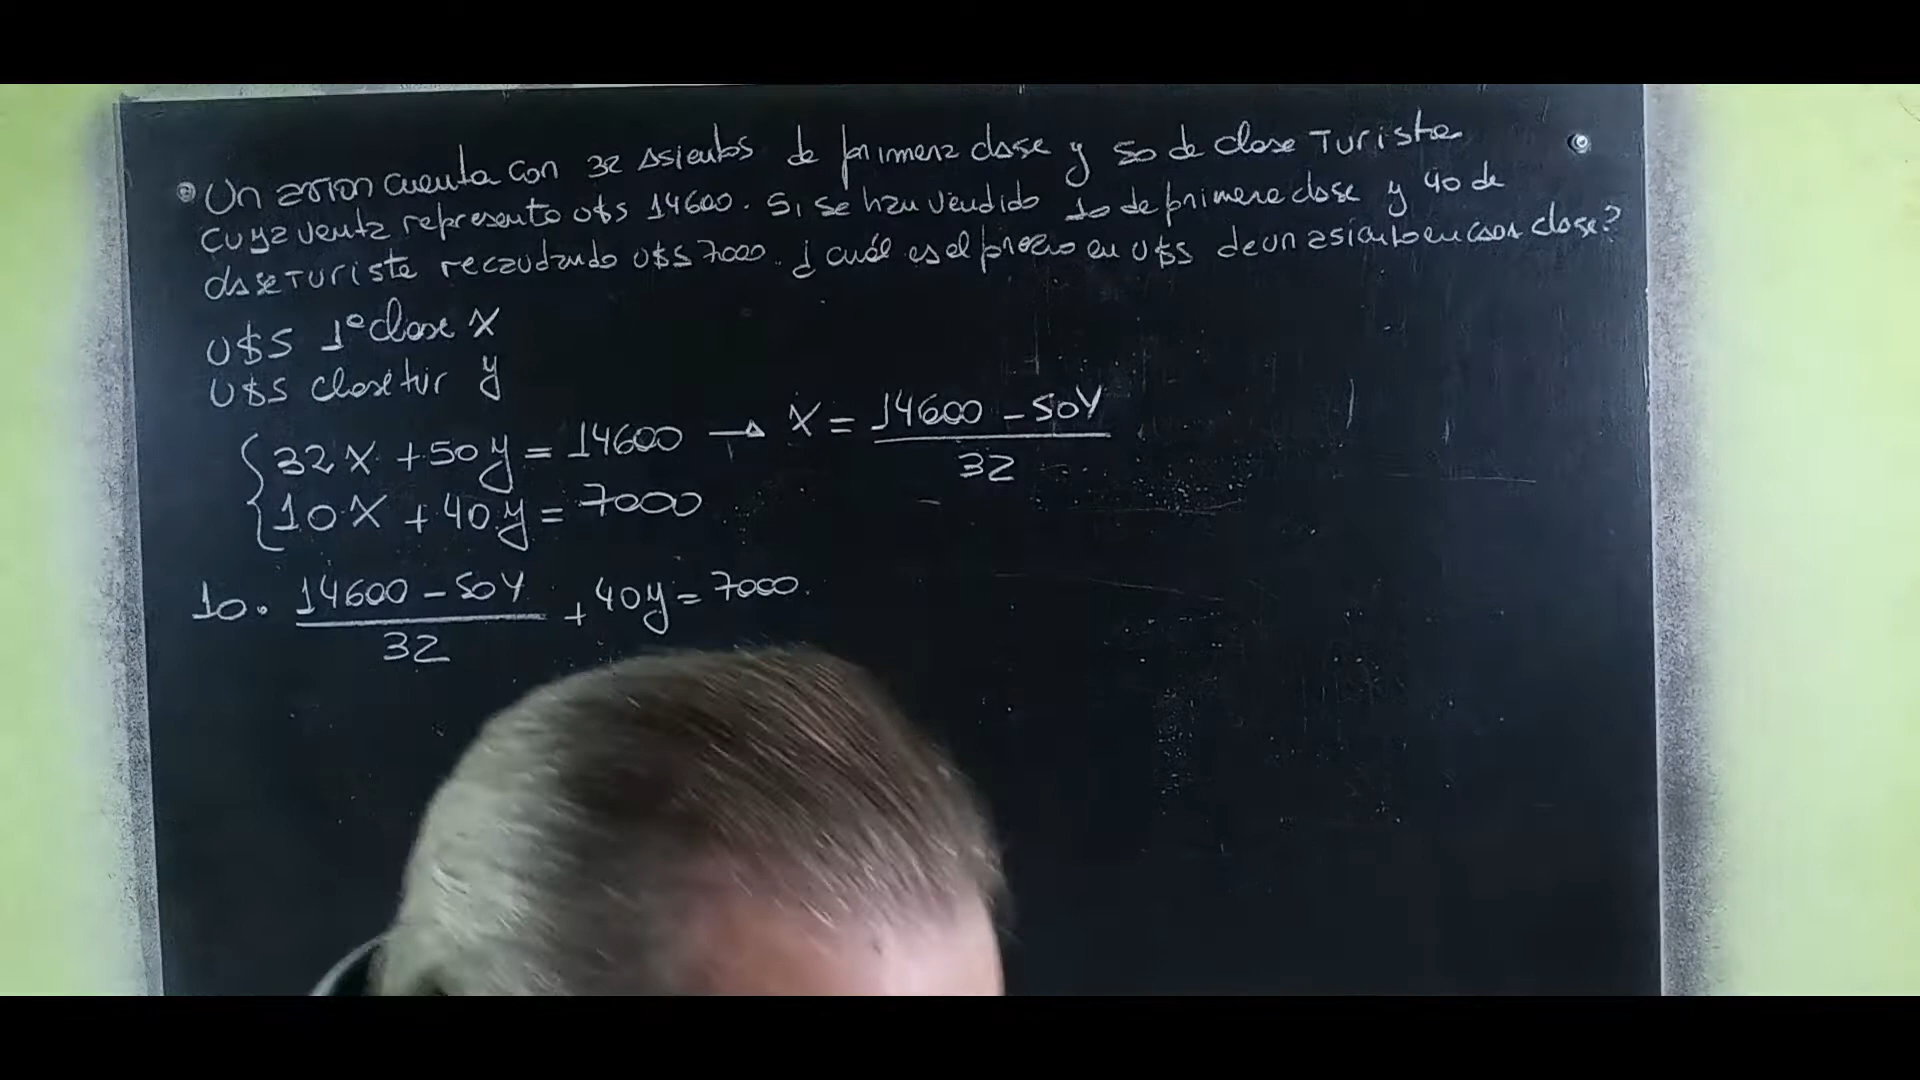 Un avion cuenta con 32 Asientos de primera clase y 50 de clase Turista
cuya venta represento U$S 14600. Si se han vendido 10 de primera clase y 40 de
clase Turista recaudando U$S 7000. ¿cuál es el precio en U$S de un asiento en cada clase?
U$S 1° clase X
U$S clase tur y
32X + 50y = 14600 → X = (14600 - 50Y)/32
10X + 40y = 7000
10. (14600 - 50Y)/32 + 40y = 7000.